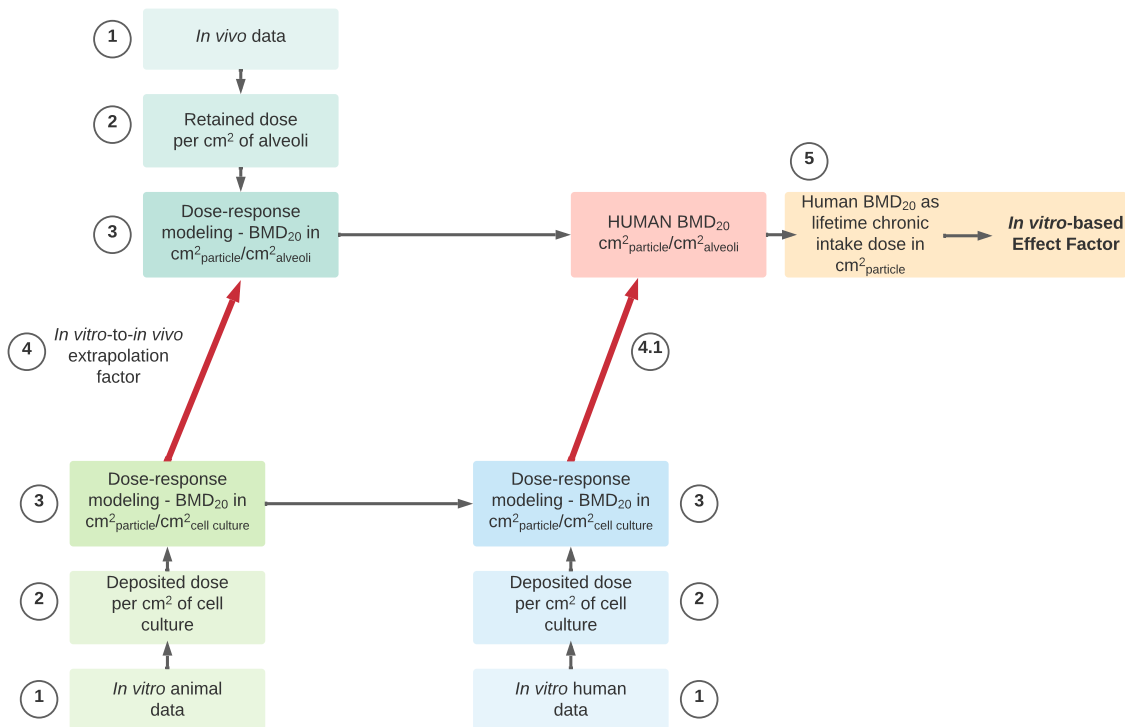 1
In vivo data
2
Retained dose
per cm² of alveoli
3
Dose-response
modeling - BMD₂₀ in
cm²particle/cm²alveoli
HUMAN BMD₂₀
cm²particle/cm²alveoli
5
Human BMD₂₀ as
lifetime chronic
intake dose in
cm²particle
In vitro-based
Effect Factor
4
In vitro-to-in vivo
extrapolation
factor
4.1
3
Dose-response
modeling - BMD₂₀ in
cm²particle/cm²cell culture
Dose-response
modeling - BMD₂₀ in
cm²particle/cm²cell culture
3
2
Deposited dose
per cm² of cell
culture
Deposited dose
per cm² of cell
culture
2
1
In vitro animal
data
In vitro human
data
1